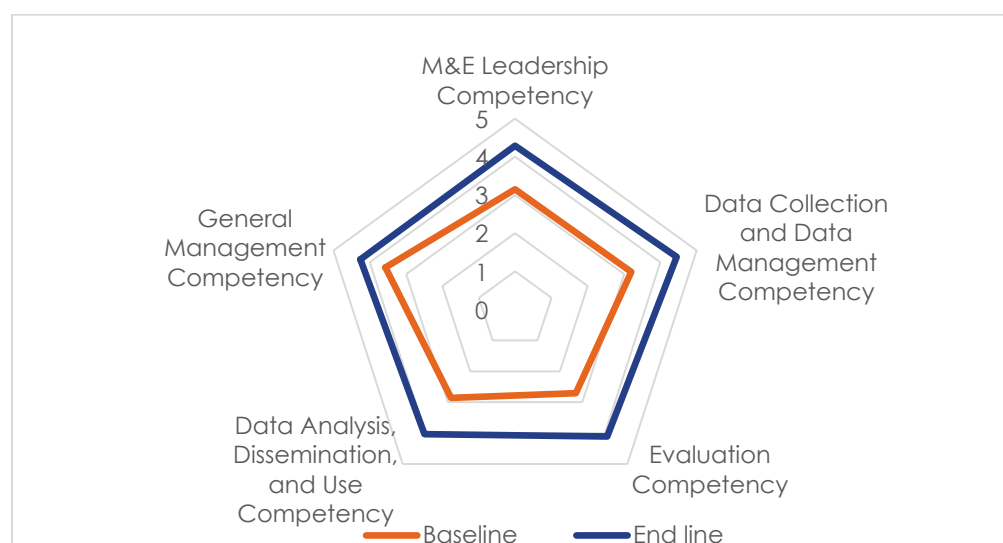 M&E Leadership
Competency
5
4
3
2
1
0
Data Collection
and Data
Management
Competency
General
Management
Competency
Data Analysis,
Dissemination,
and Use
Competency
Evaluation
Competency
Baseline
End line